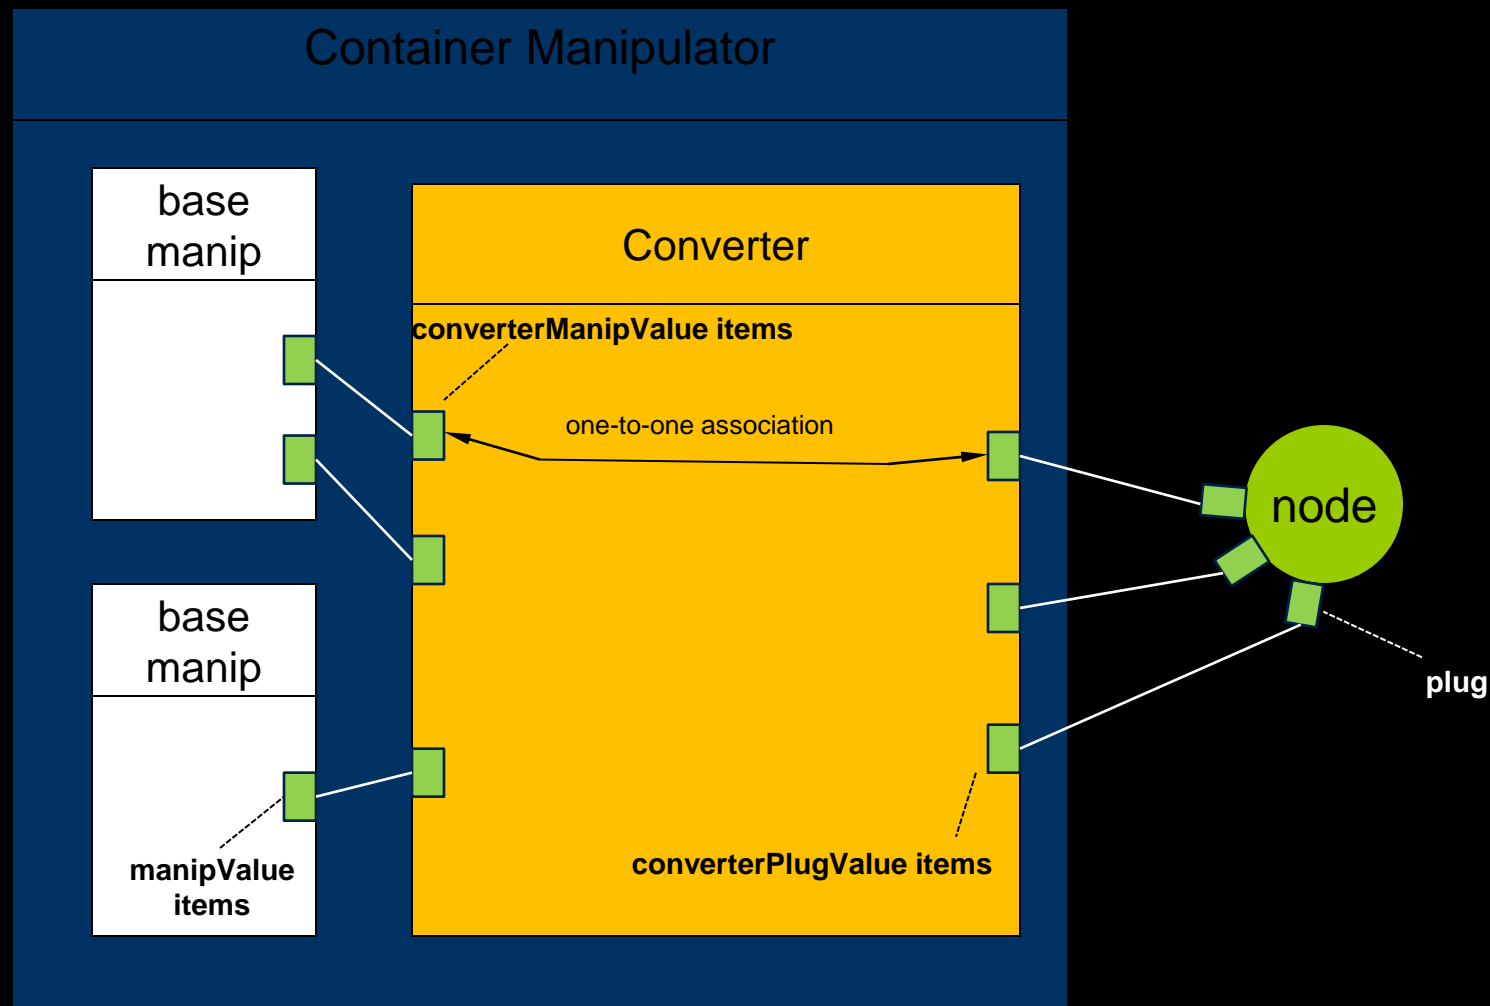 Container Manipulator
base
manip
Converter
converterManipValue items
one-to-one association
node
base
manip
plug
manipValue
items
converterPlugValue items